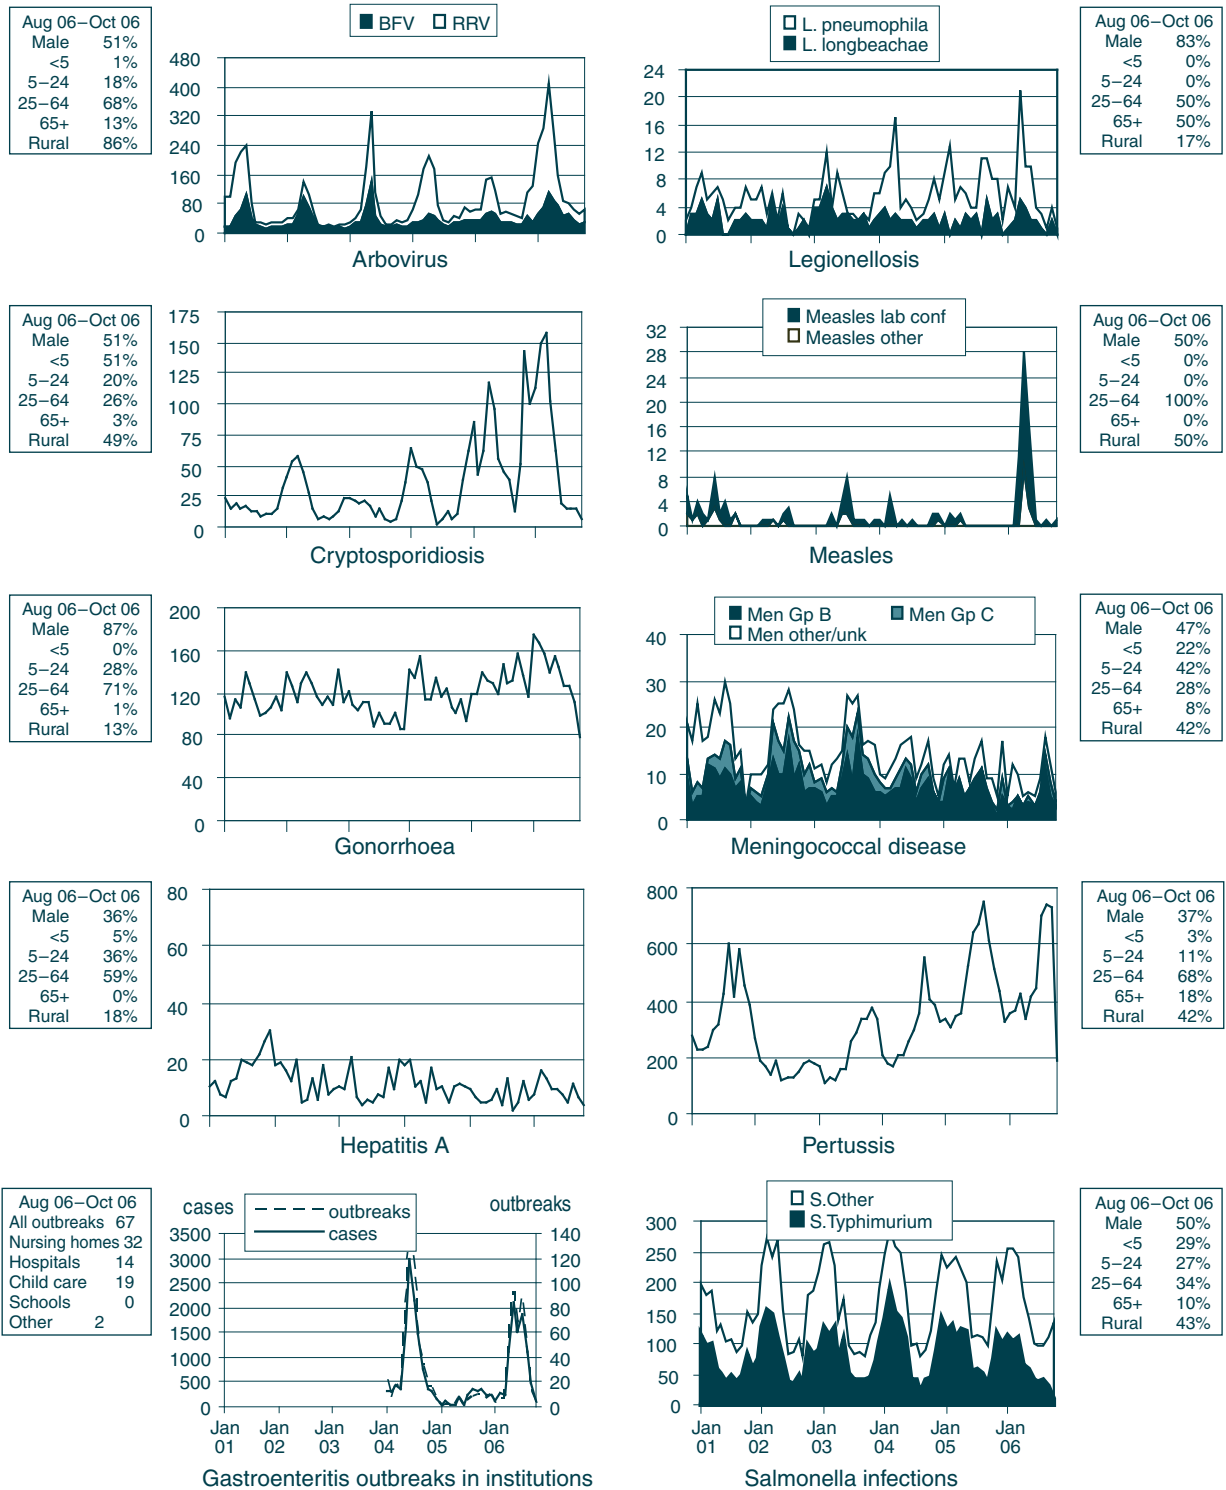 Aug 06–Oct 06
Male 51%
<5 1%
5–24 18%
25–64 68%
65+ 13%
Rural 86%
BFV RRV
480
400
320
240
160
80
0
Arbovirus
L. pneumophila
L. longbeachae
24
20
16
12
8
4
0
Legionellosis
Aug 06–Oct 06
Male 83%
<5 0%
5–24 0%
25–64 50%
65+ 50%
Rural 17%
Aug 06–Oct 06
Male 51%
<5 51%
5–24 20%
25–64 26%
65+ 3%
Rural 49%
175
150
125
100
75
50
25
0
Cryptosporidiosis
Measles lab conf
Measles other
32
28
24
20
16
12
8
4
0
Measles
Aug 06–Oct 06
Male 50%
<5 0%
5–24 0%
25–64 100%
65+ 0%
Rural 50%
Aug 06–Oct 06
Male 87%
<5 0%
5–24 28%
25–64 71%
65+ 1%
Rural 13%
200
160
120
80
40
0
Gonorrhoea
Men Gp B Men Gp C
Men other/unk
40
30
20
10
0
Meningococcal disease
Aug 06–Oct 06
Male 47%
<5 22%
5–24 42%
25–64 28%
65+ 8%
Rural 42%
Aug 06–Oct 06
Male 36%
<5 5%
5–24 36%
25–64 59%
65+ 0%
Rural 18%
80
60
40
20
0
Hepatitis A
800
600
400
200
0
Pertussis
Aug 06–Oct 06
Male 37%
<5 3%
5–24 11%
25–64 68%
65+ 18%
Rural 42%
Aug 06–Oct 06
All outbreaks 67
Nursing homes 32
Hospitals 14
Child care 19
Schools 0
Other 2
cases
outbreaks
outbreaks
cases
3500
3000
2500
2000
1500
1000
500
0
140
120
100
80
60
40
20
0
Jan 01
Jan 02
Jan 03
Jan 04
Jan 05
Jan 06
Gastroenteritis outbreaks in institutions
S.Other
S.Typhimurium
300
250
200
150
100
50
0
Jan 01
Jan 02
Jan 03
Jan 04
Jan 05
Jan 06
Salmonella infections
Aug 06–Oct 06
Male 50%
<5 29%
5–24 27%
25–64 34%
65+ 10%
Rural 43%